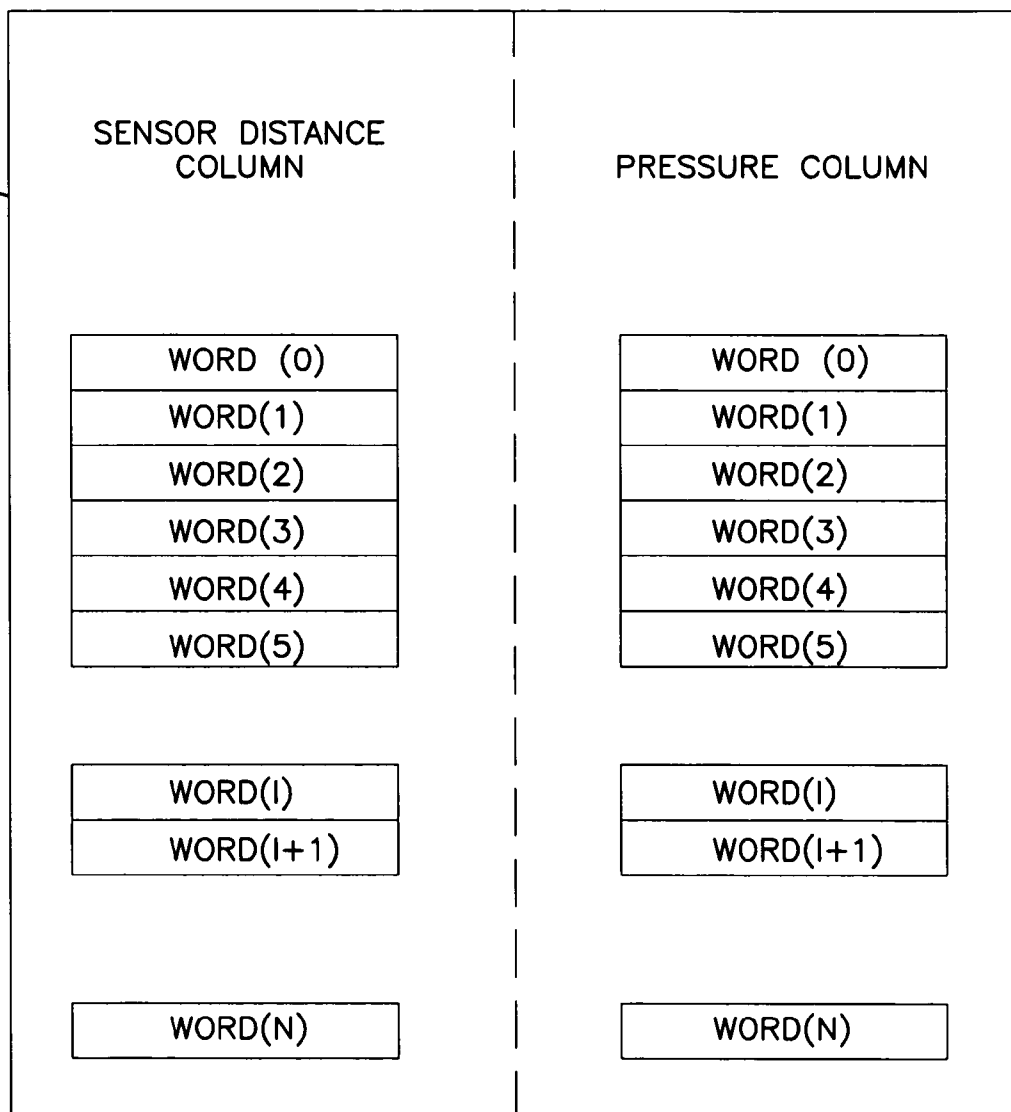 SENSOR DISTANCE
COLUMN
WORD (0)
WORD(1)
WORD(2)
WORD(3)
WORD(4)
WORD(5)
WORD(I)
WORD(I+1)
WORD(N)
PRESSURE COLUMN
WORD (0)
WORD(1)
WORD(2)
WORD(3)
WORD(4)
WORD(5)
WORD(I)
WORD(I+1)
WORD(N)